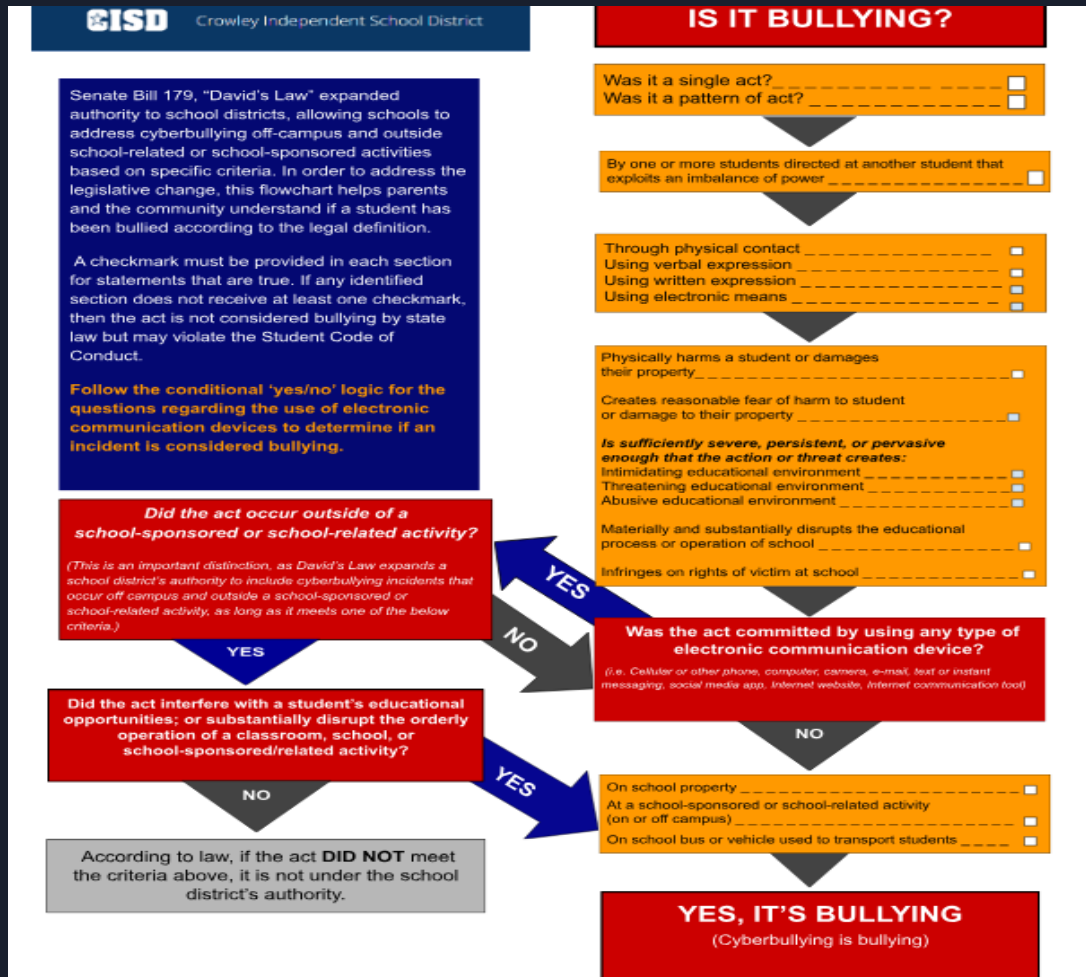 CISD Crowley Independent School District
Senate Bill 179, “David’s Law” expanded
authority to school districts, allowing schools to
address cyberbullying off-campus and outside
school-related or school-sponsored activities
based on specific criteria. In order to address the
legislative change, this flowchart helps parents
and the community understand if a student has
been bullied according to the legal definition.
A checkmark must be provided in each section
for statements that are true. If any identified
section does not receive at least one checkmark,
then the act is not considered bullying by state
law but may violate the Student Code of
Conduct.
Follow the conditional ‘yes/no’ logic for the
questions regarding the use of electronic
communication devices to determine if an
incident is considered bullying.
IS IT BULLYING?
Was it a single act?_ _ _ _ _ _ _ _ _ _ _ _ _ _
Was it a pattern of act? _ _ _ _ _ _ _ _ _ _ _ _
By one or more students directed at another student that
exploits an imbalance of power _ _ _ _ _ _ _ _ _ _ _ _ _ _ _ _
Through physical contact _ _ _ _ _ _ _ _ _ _ _ _ _
Using verbal expression _ _ _ _ _ _ _ _ _ _ _ _ _
Using written expression _ _ _ _ _ _ _ _ _ _ _ _ _
Using electronic means _ _ _ _ _ _ _ _ _ _ _ _ _ _
Physically harms a student or damages
their property_ _ _ _ _ _ _ _ _ _ _ _ _ _ _ _ _ _ _ _ _ _ _ _
Creates reasonable fear of harm to student
or damage to their property _ _ _ _ _ _ _ _ _ _ _ _ _ _ _ _
Is sufficiently severe, persistent, or pervasive
enough that the action or threat creates:
Intimidating educational environment _ _ _ _ _ _ _ _ _ _ _
Threatening educational environment _ _ _ _ _ _ _ _ _ _ _
Abusive educational environment _ _ _ _ _ _ _ _ _ _ _ _ _
Materially and substantially disrupts the educational
process or operation of school _ _ _ _ _ _ _ _ _ _ _ _ _ _ _
Infringes on rights of victim at school _ _ _ _ _ _ _ _ _ _ _ _
Was the act committed by using any type of
electronic communication device?
(i.e. Cellular or other phone, computer, camera, e-mail, text or instant
messaging, social media app, Internet website, Internet communication tool)
YES
NO
Did the act occur outside of a
school-sponsored or school-related activity?
(This is an important distinction, as David’s Law expands a
school district’s authority to include cyberbullying incidents that
occur off campus and outside a school-sponsored or
school-related activity, as long as it meets one of the below
criteria.)
YES
Did the act interfere with a student’s educational
opportunities; or substantially disrupt the orderly
operation of a classroom, school, or
school-sponsored/related activity?
YES
NO
According to law, if the act DID NOT meet
the criteria above, it is not under the school
district’s authority.
NO
On school property _ _ _ _ _ _ _ _ _ _ _ _ _ _ _ _ _ _ _ _ _
At a school-sponsored or school-related activity
(on or off campus) _ _ _ _ _ _ _ _ _ _ _ _ _ _ _ _ _ _ _ _ _
On school bus or vehicle used to transport students _ _ _ _
YES, IT’S BULLYING
(Cyberbullying is bullying)